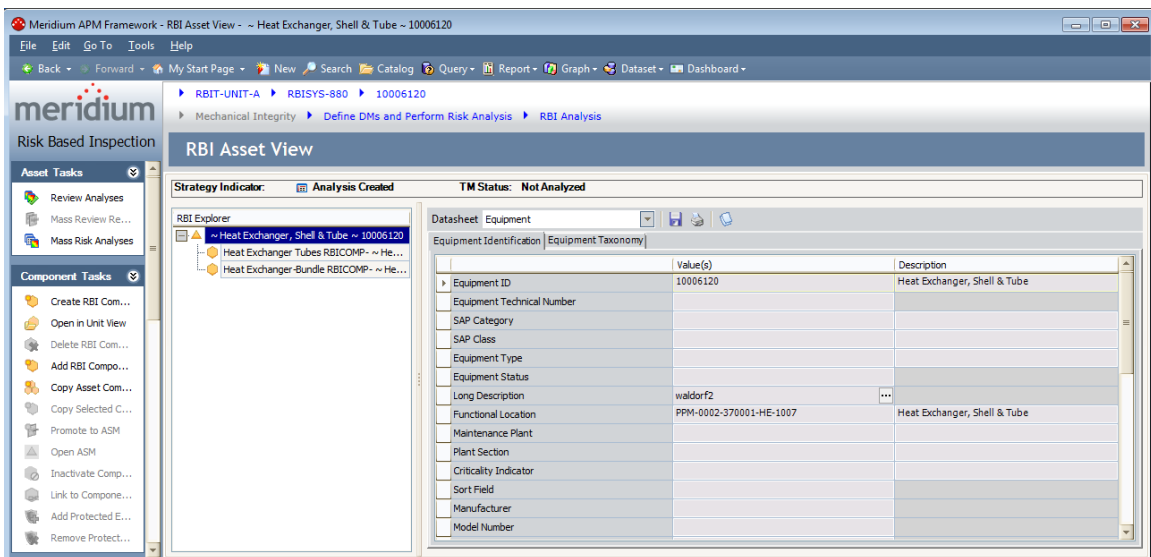 Meridium APM Framework - RBI Asset View - ~ Heat Exchanger, Shell & Tube ~ 10006120
File Edit Go To Tools Help
Back Forward My Start Page New Search Catalog Query Report Graph Dataset Dashboard
meridium
Risk Based Inspection
RBIT-UNIT-A RBISYS-880 10006120
Mechanical Integrity Define DMs and Perform Risk Analysis RBI Analysis
RBI Asset View
Asset Tasks
Review Analyses
Mass Review Re...
Mass Risk Analyses
Component Tasks
Create RBI Com...
Open in Unit View
Delete RBI Com...
Add RBI Compo...
Copy Asset Com...
Copy Selected C...
Promote to ASM
Open ASM
Inactivate Comp...
Link to Compone...
Add Protected E...
Remove Protect...
Strategy Indicator: Analysis Created TM Status: Not Analyzed
RBI Explorer
~ Heat Exchanger, Shell & Tube ~ 10006120
Heat Exchanger Tubes RBICOMP- ~ He...
Heat Exchanger-Bundle RBICOMP- ~ He...
Datasheet Equipment
Equipment Identification Equipment Taxonomy
Value(s) Description
Equipment ID 10006120 Heat Exchanger, Shell & Tube
Equipment Technical Number
SAP Category
SAP Class
Equipment Type
Equipment Status
Long Description waldorf2 ...
Functional Location PPM-0002-370001-HE-1007 Heat Exchanger, Shell & Tube
Maintenance Plant
Plant Section
Criticality Indicator
Sort Field
Manufacturer
Model Number